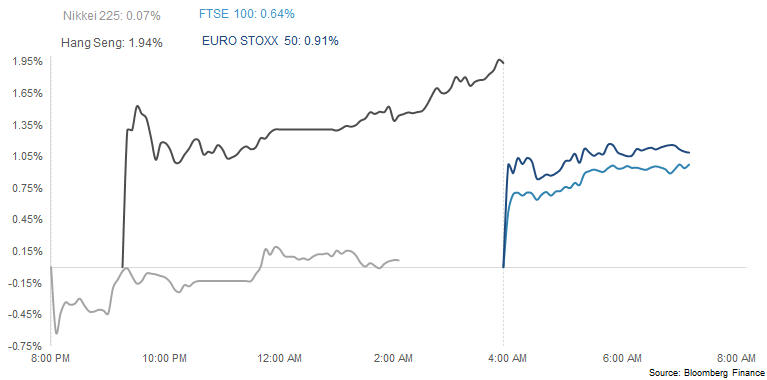 Nikkei 225: 0.07%
FTSE 100: 0.64%
Hang Seng: 1.94%
EURO STOXX 50: 0.91%
1.95%
1.65%
1.35%
1.05%
0.75%
0.45%
0.15%
-0.15%
-0.45%
-0.75%
8:00 PM
10:00 PM
12:00 AM
2:00 AM
4:00 AM
6:00 AM
8:00 AM
Source: Bloomberg Finance